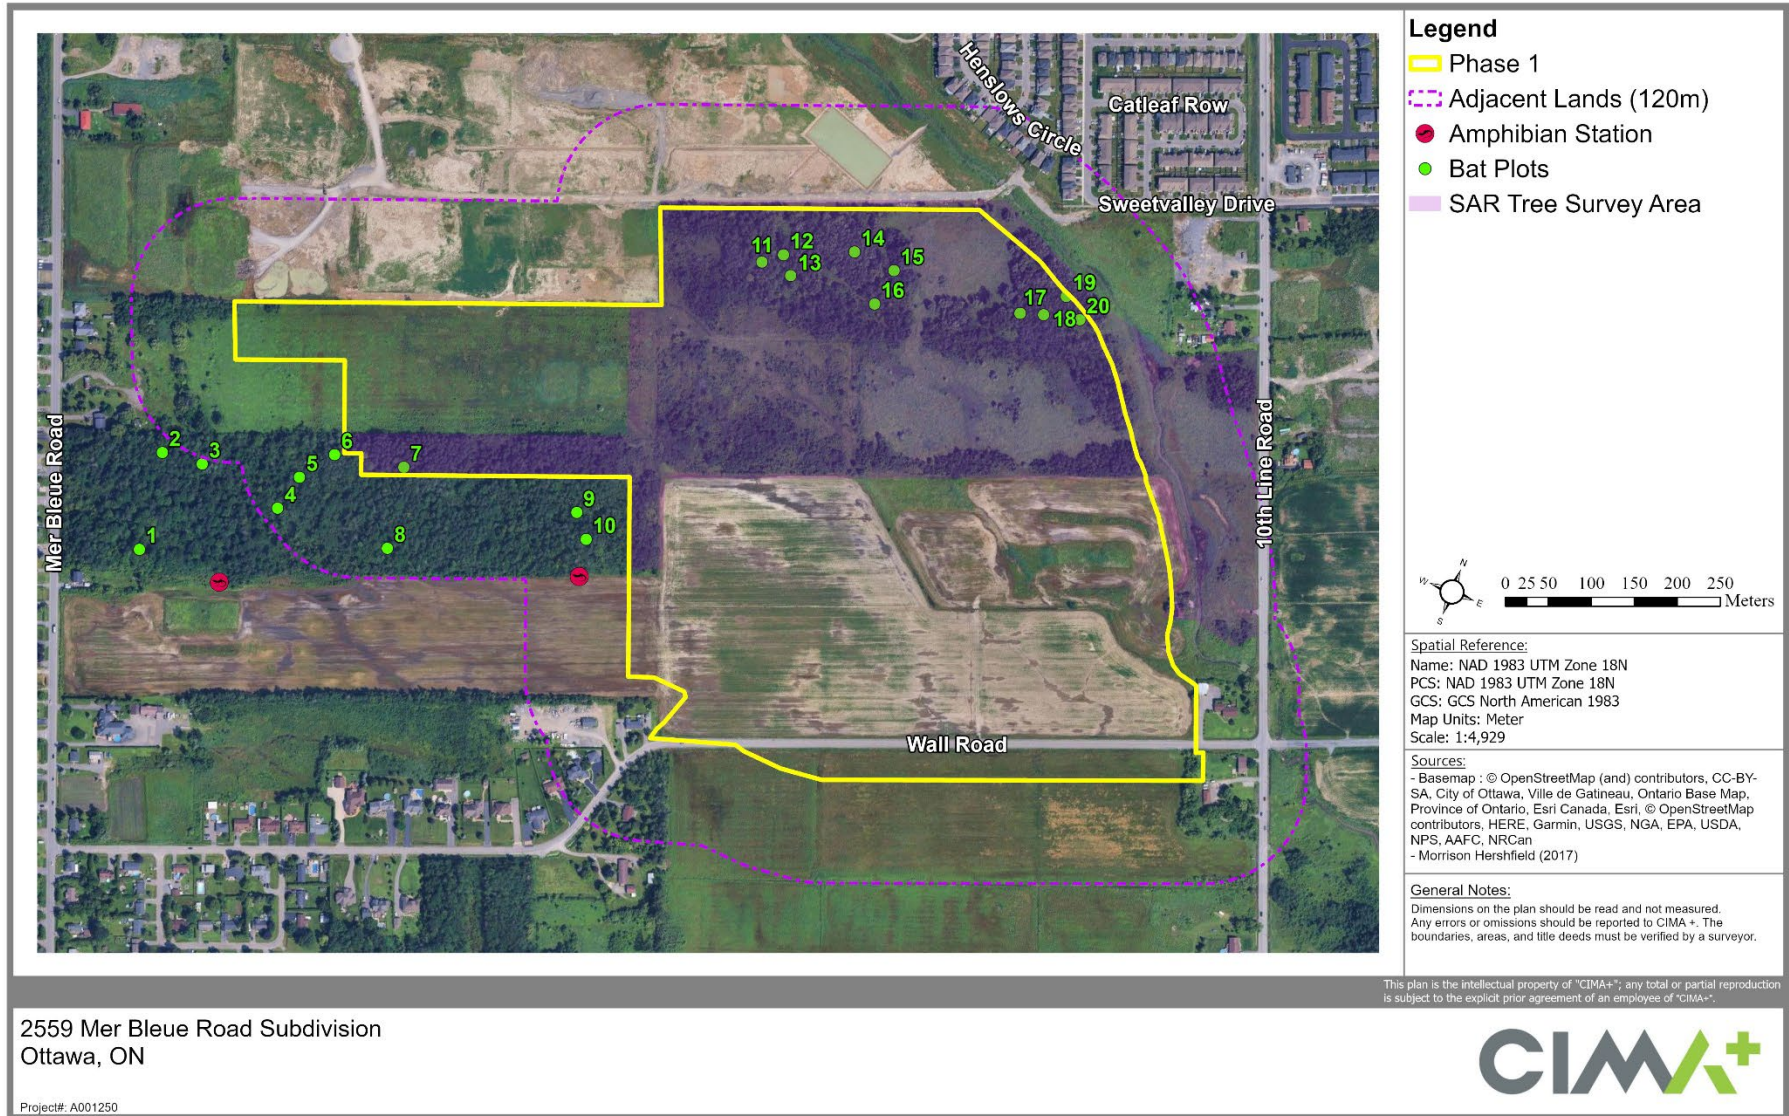 Henslows Circle
Catleaf Row
Sweetvalley Drive
11
12
13
14
15
16
17
18
19
20
2
3
6
7
5
4
9
10
1
8
Mer Bleue Road
10th Line Road
Wall Road
Legend
Phase 1
Adjacent Lands (120m)
Amphibian Station
Bat Plots
SAR Tree Survey Area
N
W
E
S
0 25 50 100 150 200 250
Meters
Spatial Reference:
Name: NAD 1983 UTM Zone 18N
PCS: NAD 1983 UTM Zone 18N
GCS: GCS North American 1983
Map Units: Meter
Scale: 1:4,929
Sources:
- Basemap : © OpenStreetMap (and) contributors, CC-BY-
SA, City of Ottawa, Ville de Gatineau, Ontario Base Map,
Province of Ontario, Esri Canada, Esri, © OpenStreetMap
contributors, HERE, Garmin, USGS, NGA, EPA, USDA,
NPS, AAFC, NRCan
- Morrison Hershfield (2017)
General Notes:
Dimensions on the plan should be read and not measured.
Any errors or omissions should be reported to CIMA +. The
boundaries, areas, and title deeds must be verified by a surveyor.
This plan is the intellectual property of "CIMA+"; any total or partial reproduction
is subject to the explicit prior agreement of an employee of "CIMA+".
2559 Mer Bleue Road Subdivision
Ottawa, ON
Project#: A001250
CIMA+